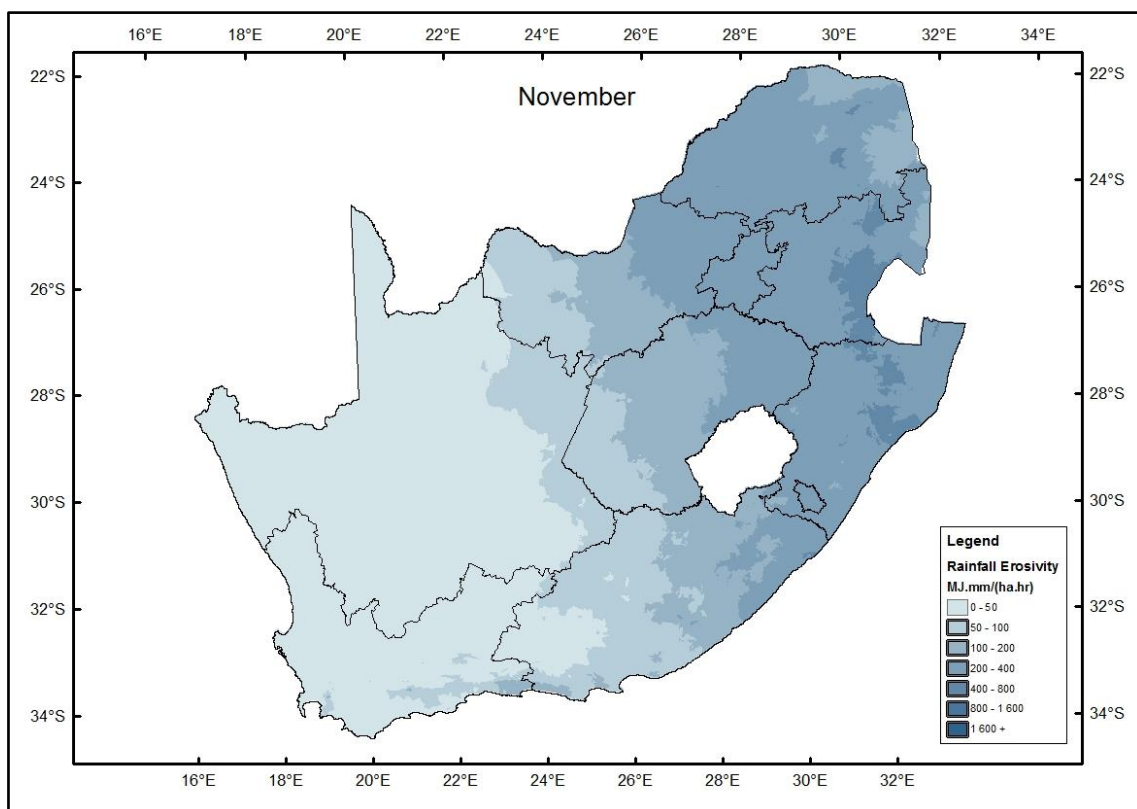 16°E 18°E 20°E 22°E 24°E 26°E 28°E 30°E 32°E 34°E
November
22°S 22°S
24°S 24°S
26°S 26°S
28°S 28°S
30°S 30°S
32°S 32°S
34°S 34°S
Legend
Rainfall Erosivity
MJ.mm/(ha.hr)
0 - 50
50 - 100
100 - 200
200 - 400
400 - 800
800 - 1 600
1 600 +
16°E 18°E 20°E 22°E 24°E 26°E 28°E 30°E 32°E